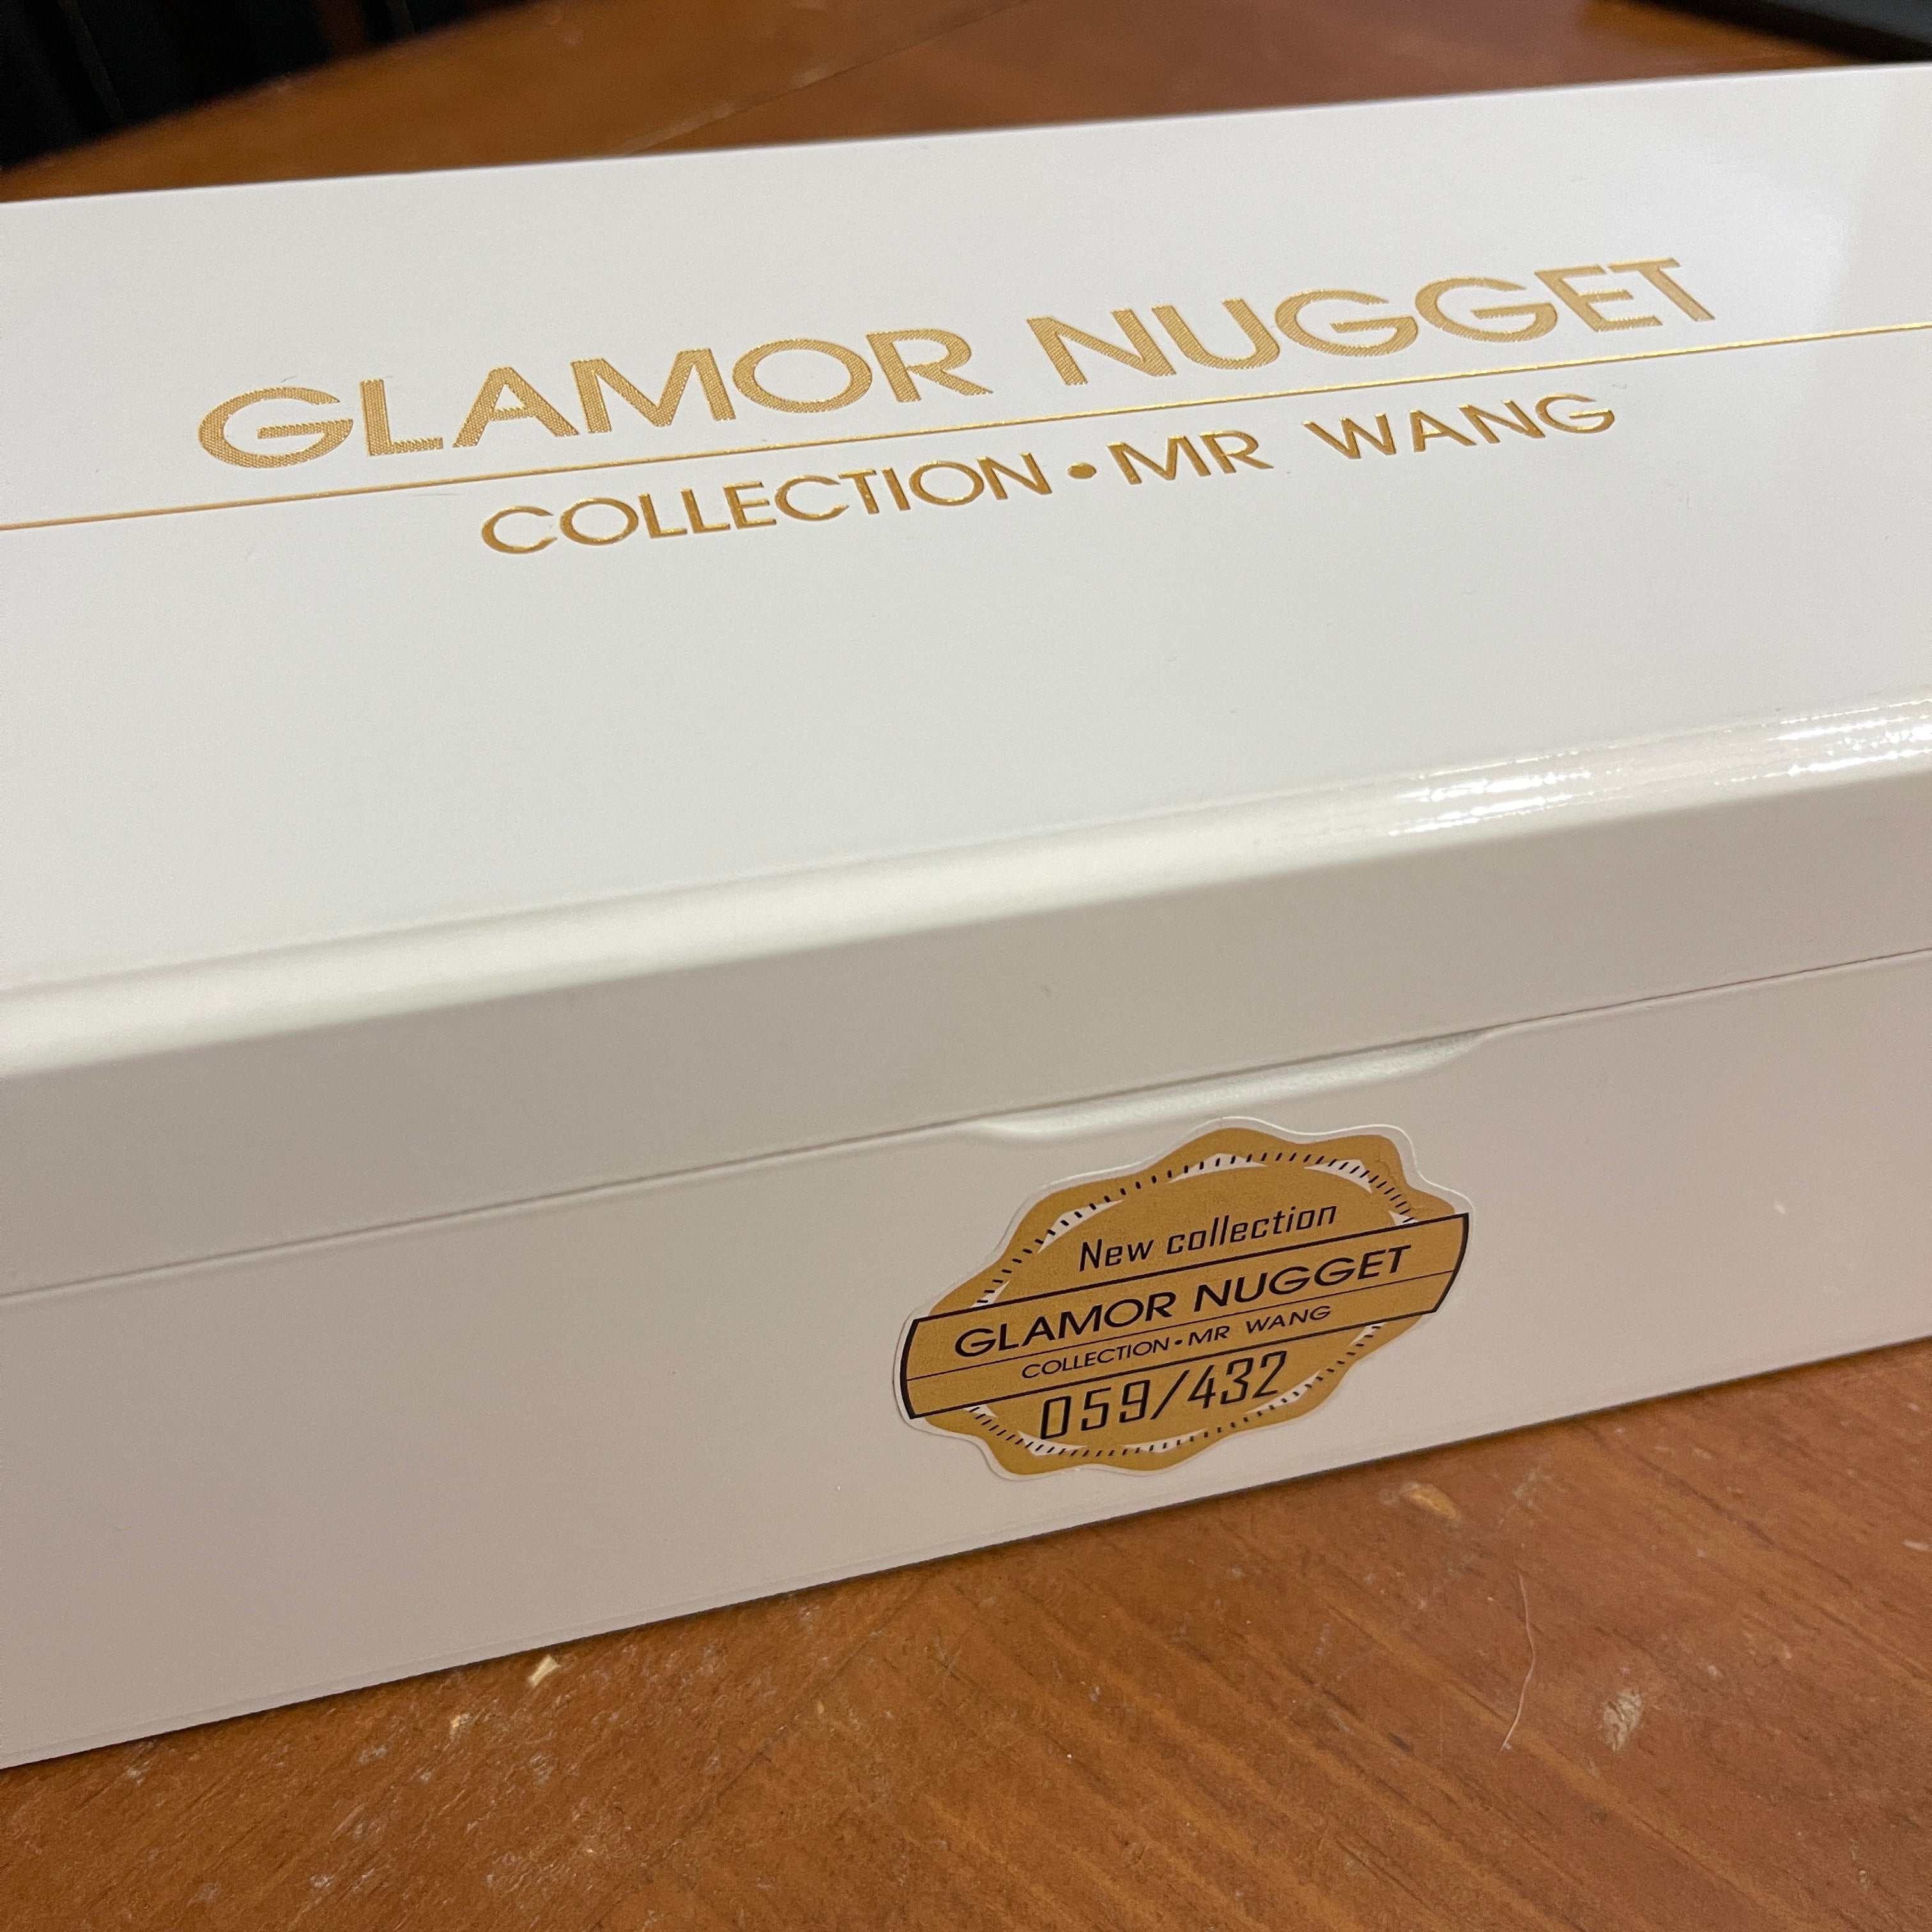 GLAMOR NUGGET
COLLECTION • MR WANG
New collection
GLAMOR NUGGET
COLLECTION • MR WANG
059/432